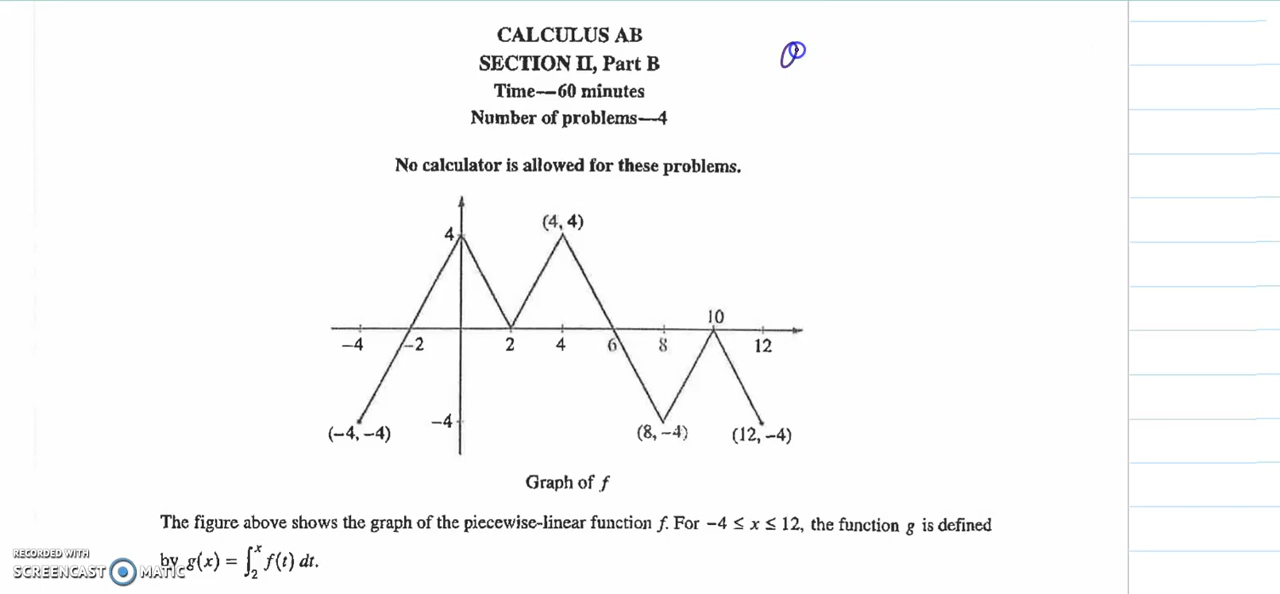 CALCULUS AB
SECTION II, Part B
Time—60 minutes
Number of problems—4
No calculator is allowed for these problems.
(4, 4)
4
10
−4 −2 2 4 6 8 12
−4
(−4, −4) (8, −4) (12, −4)
Graph of f
The figure above shows the graph of the piecewise-linear function f. For −4 ≤ x ≤ 12, the function g is defined
by g(x) = ∫₂ˣ f(t) dt.
RECORDED WITH
SCREENCAST MATIC